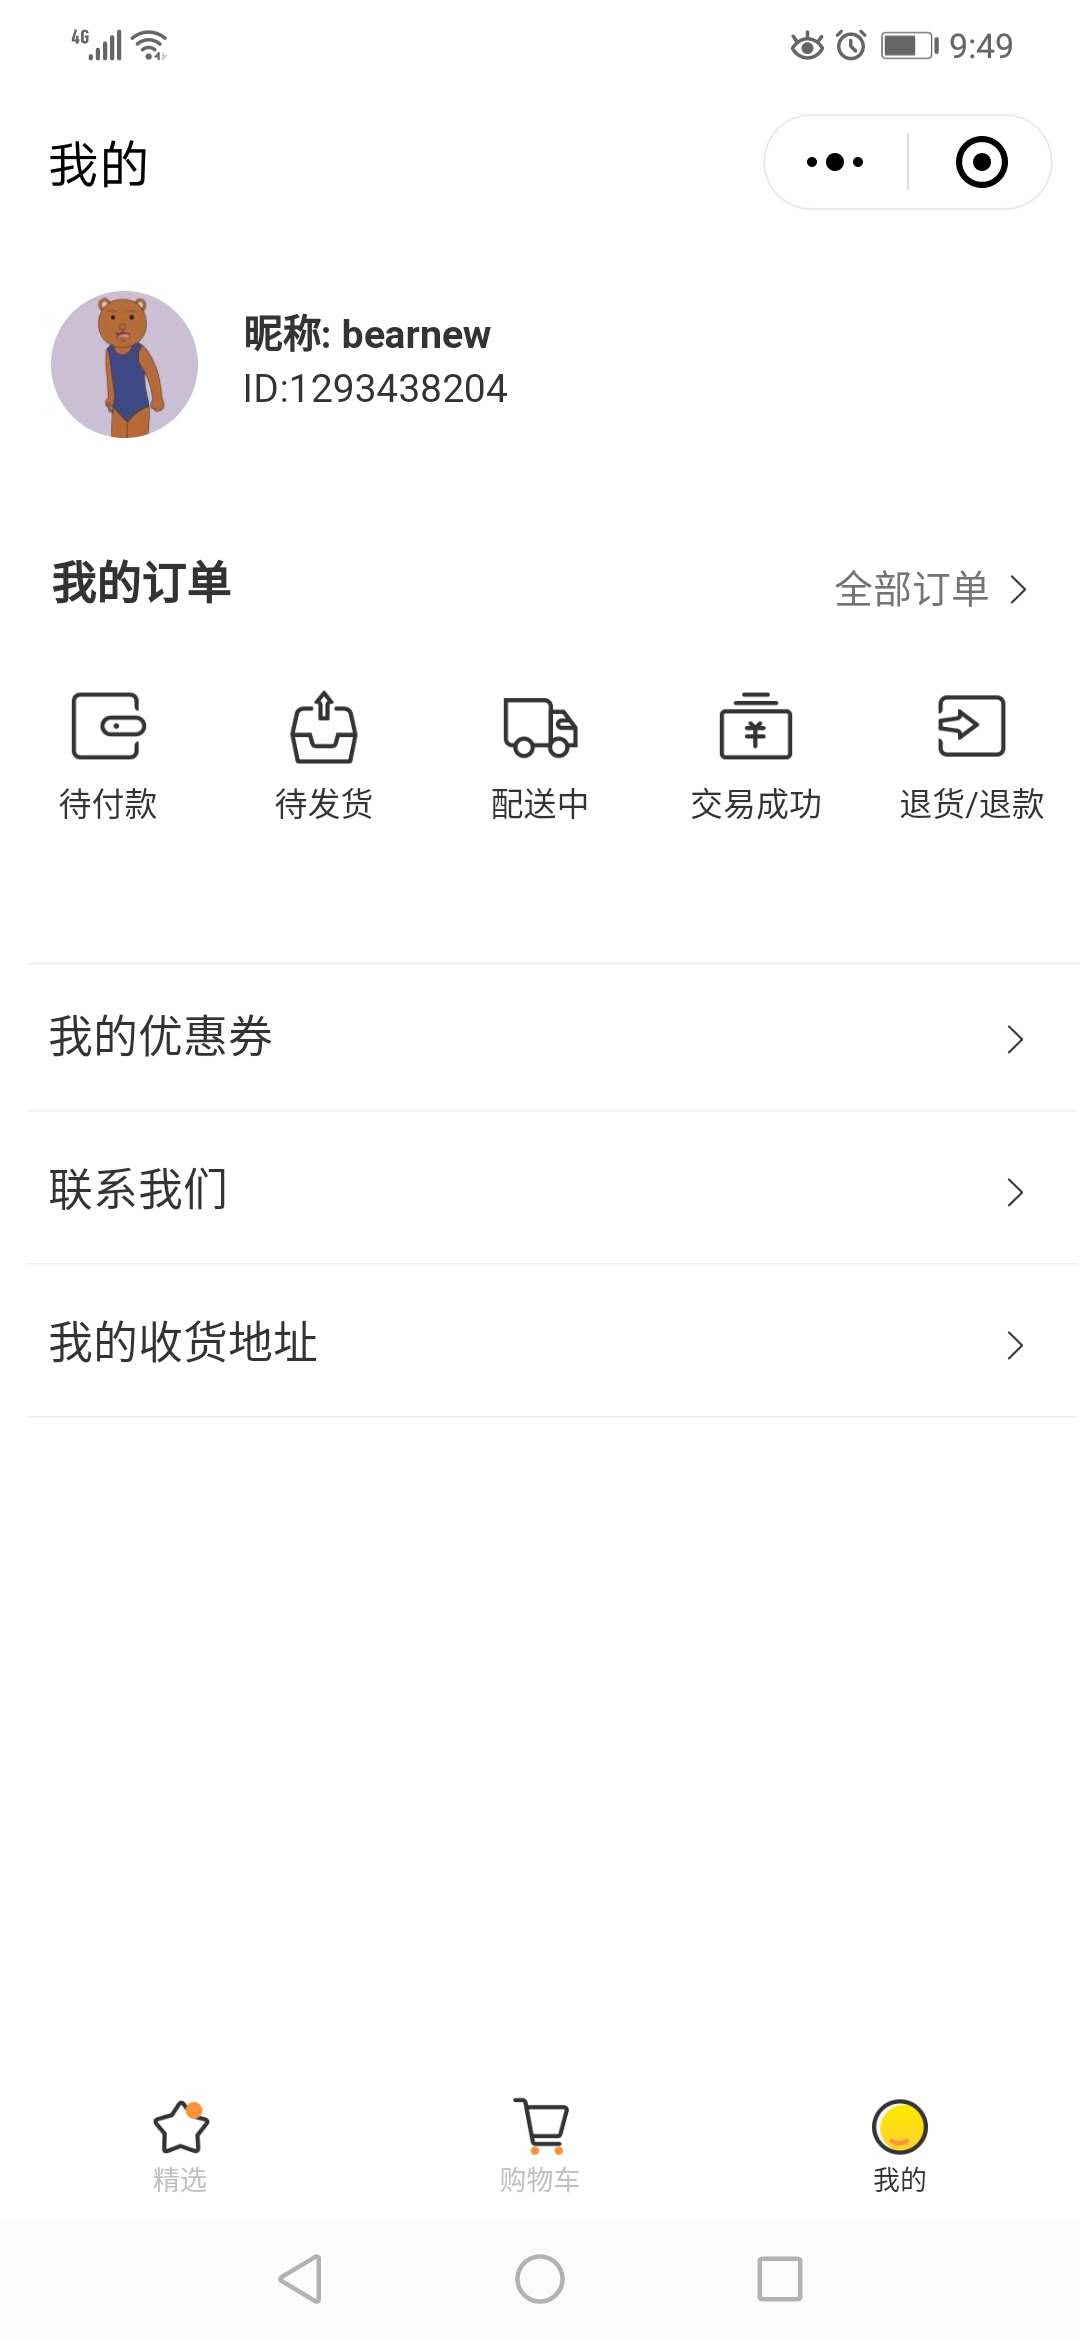 4G
9:49
我的
昵称: bearnew
ID:1293438204
我的订单
全部订单
待付款
待发货
配送中
交易成功
退货/退款
我的优惠券
联系我们
我的收货地址
精选
购物车
我的